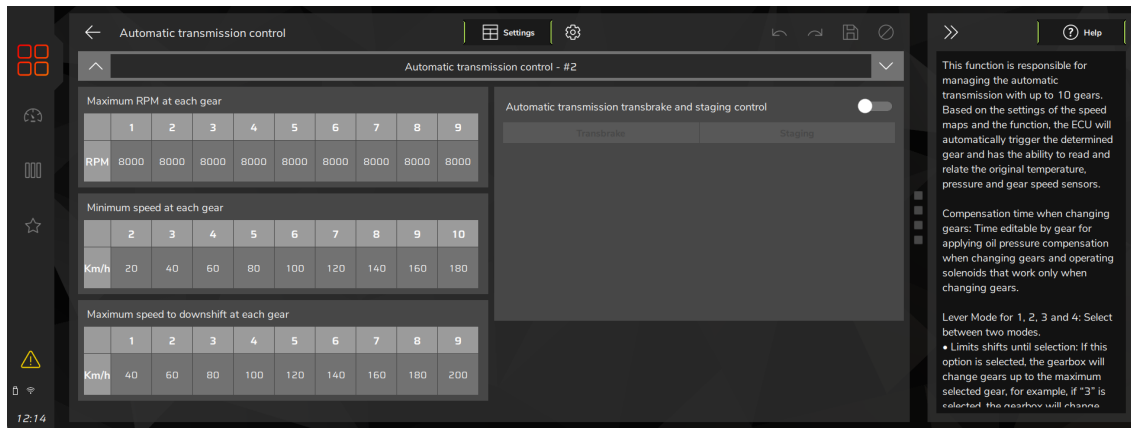 Automatic transmission control
Settings
Help
Automatic transmission control - #2
Maximum RPM at each gear
1 2 3 4 5 6 7 8 9
RPM 8000 8000 8000 8000 8000 8000 8000 8000 8000
Minimum speed at each gear
2 3 4 5 6 7 8 9 10
Km/h 20 40 60 80 100 120 140 160 180
Maximum speed to downshift at each gear
1 2 3 4 5 6 7 8 9
Km/h 40 60 80 100 120 140 160 180 200
Automatic transmission transbrake and staging control
Transbrake Staging
This function is responsible for
managing the automatic
transmission with up to 10 gears.
Based on the settings of the speed
maps and the function, the ECU will
automatically trigger the determined
gear and has the ability to read and
relate the original temperature,
pressure and gear speed sensors.
Compensation time when changing
gears: Time editable by gear for
applying oil pressure compensation
when changing gears and operating
solenoids that work only when
changing gears.
Lever Mode for 1, 2, 3 and 4: Select
between two modes.
• Limits shifts until selection: If this
option is selected, the gearbox will
change gears up to the maximum
selected gear, for example, if "3" is
selected, the gearbox will change
12:14